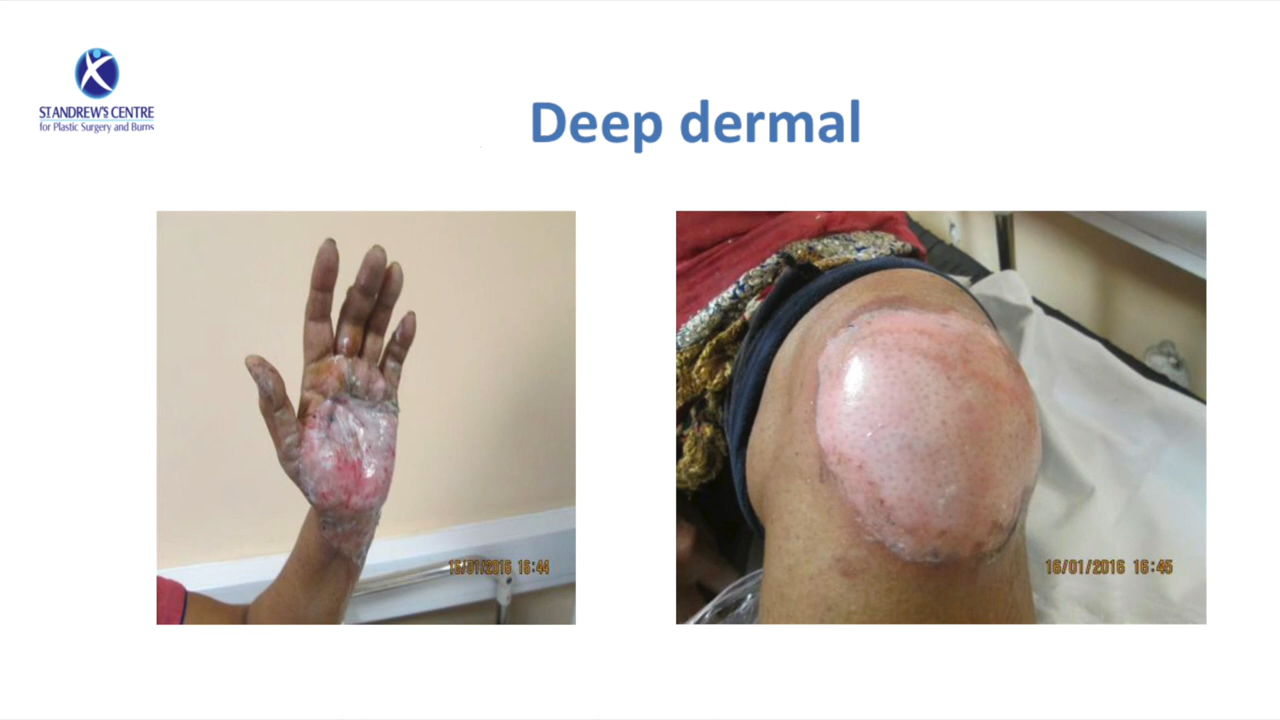 ST ANDREW'S CENTRE
for Plastic Surgery and Burns
Deep dermal
15/01/2016 16:44
16/01/2016 16:45